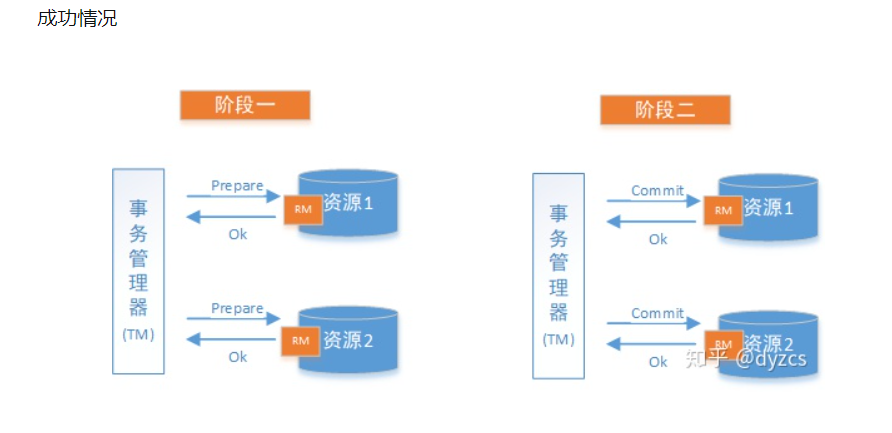 成功情况
阶段一
阶段二
事务管理器
(TM)
Prepare
Ok
RM
资源1
Prepare
Ok
RM
资源2
事务管理器
(TM)
Commit
Ok
RM
资源1
Commit
Ok
RM
资源2
知乎 @dyzcs